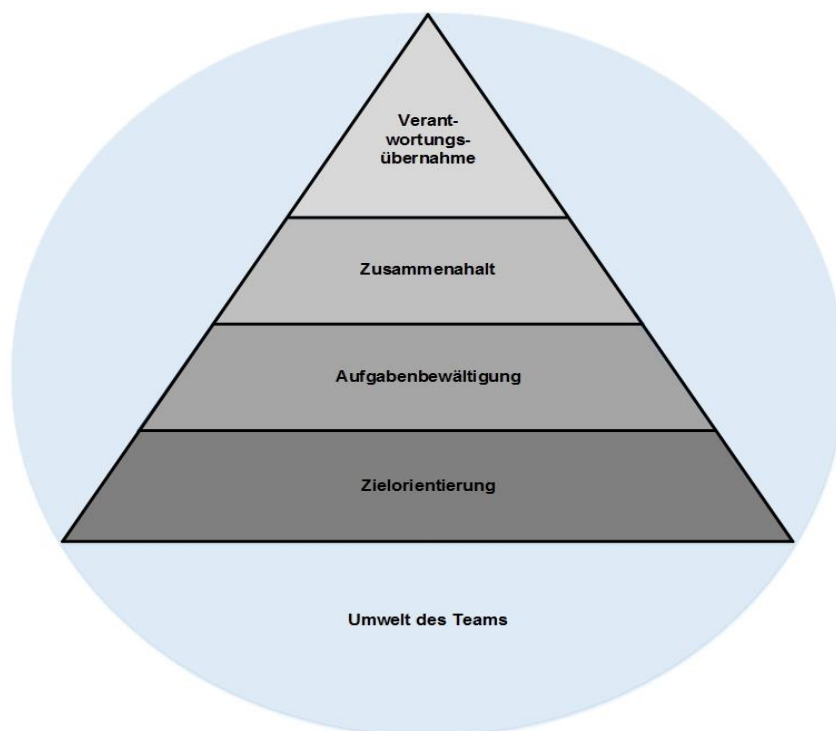 Verant-
wortungs-
übernahme
Zusammenahalt
Aufgabenbewältigung
Zielorientierung
Umwelt des Teams